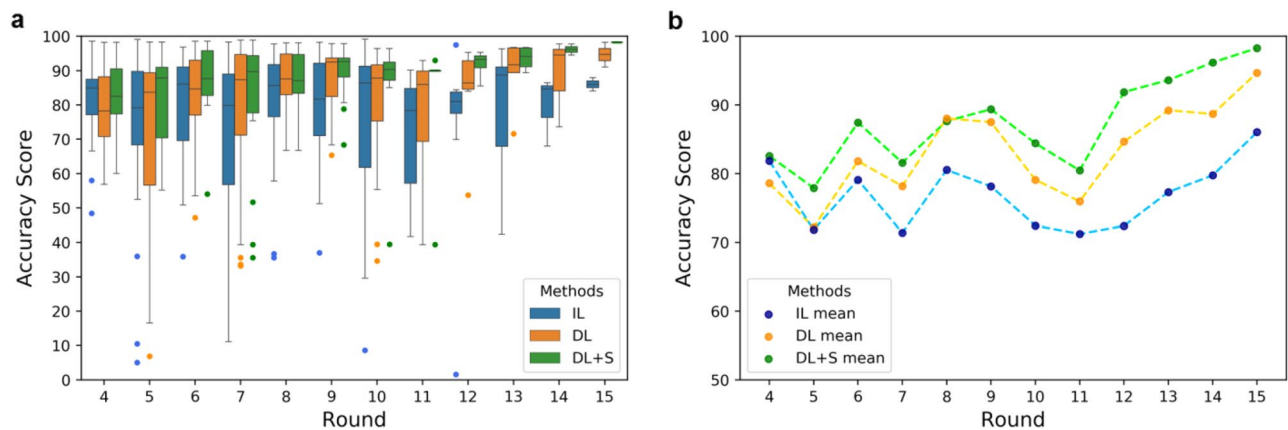 a
Accuracy Score
100
90
80
70
60
50
40
30
20
10
0
4 5 6 7 8 9 10 11 12 13 14 15
Round
Methods
IL
DL
DL+S
b
Accuracy Score
100
90
80
70
60
50
4 5 6 7 8 9 10 11 12 13 14 15
Round
Methods
IL mean
DL mean
DL+S mean